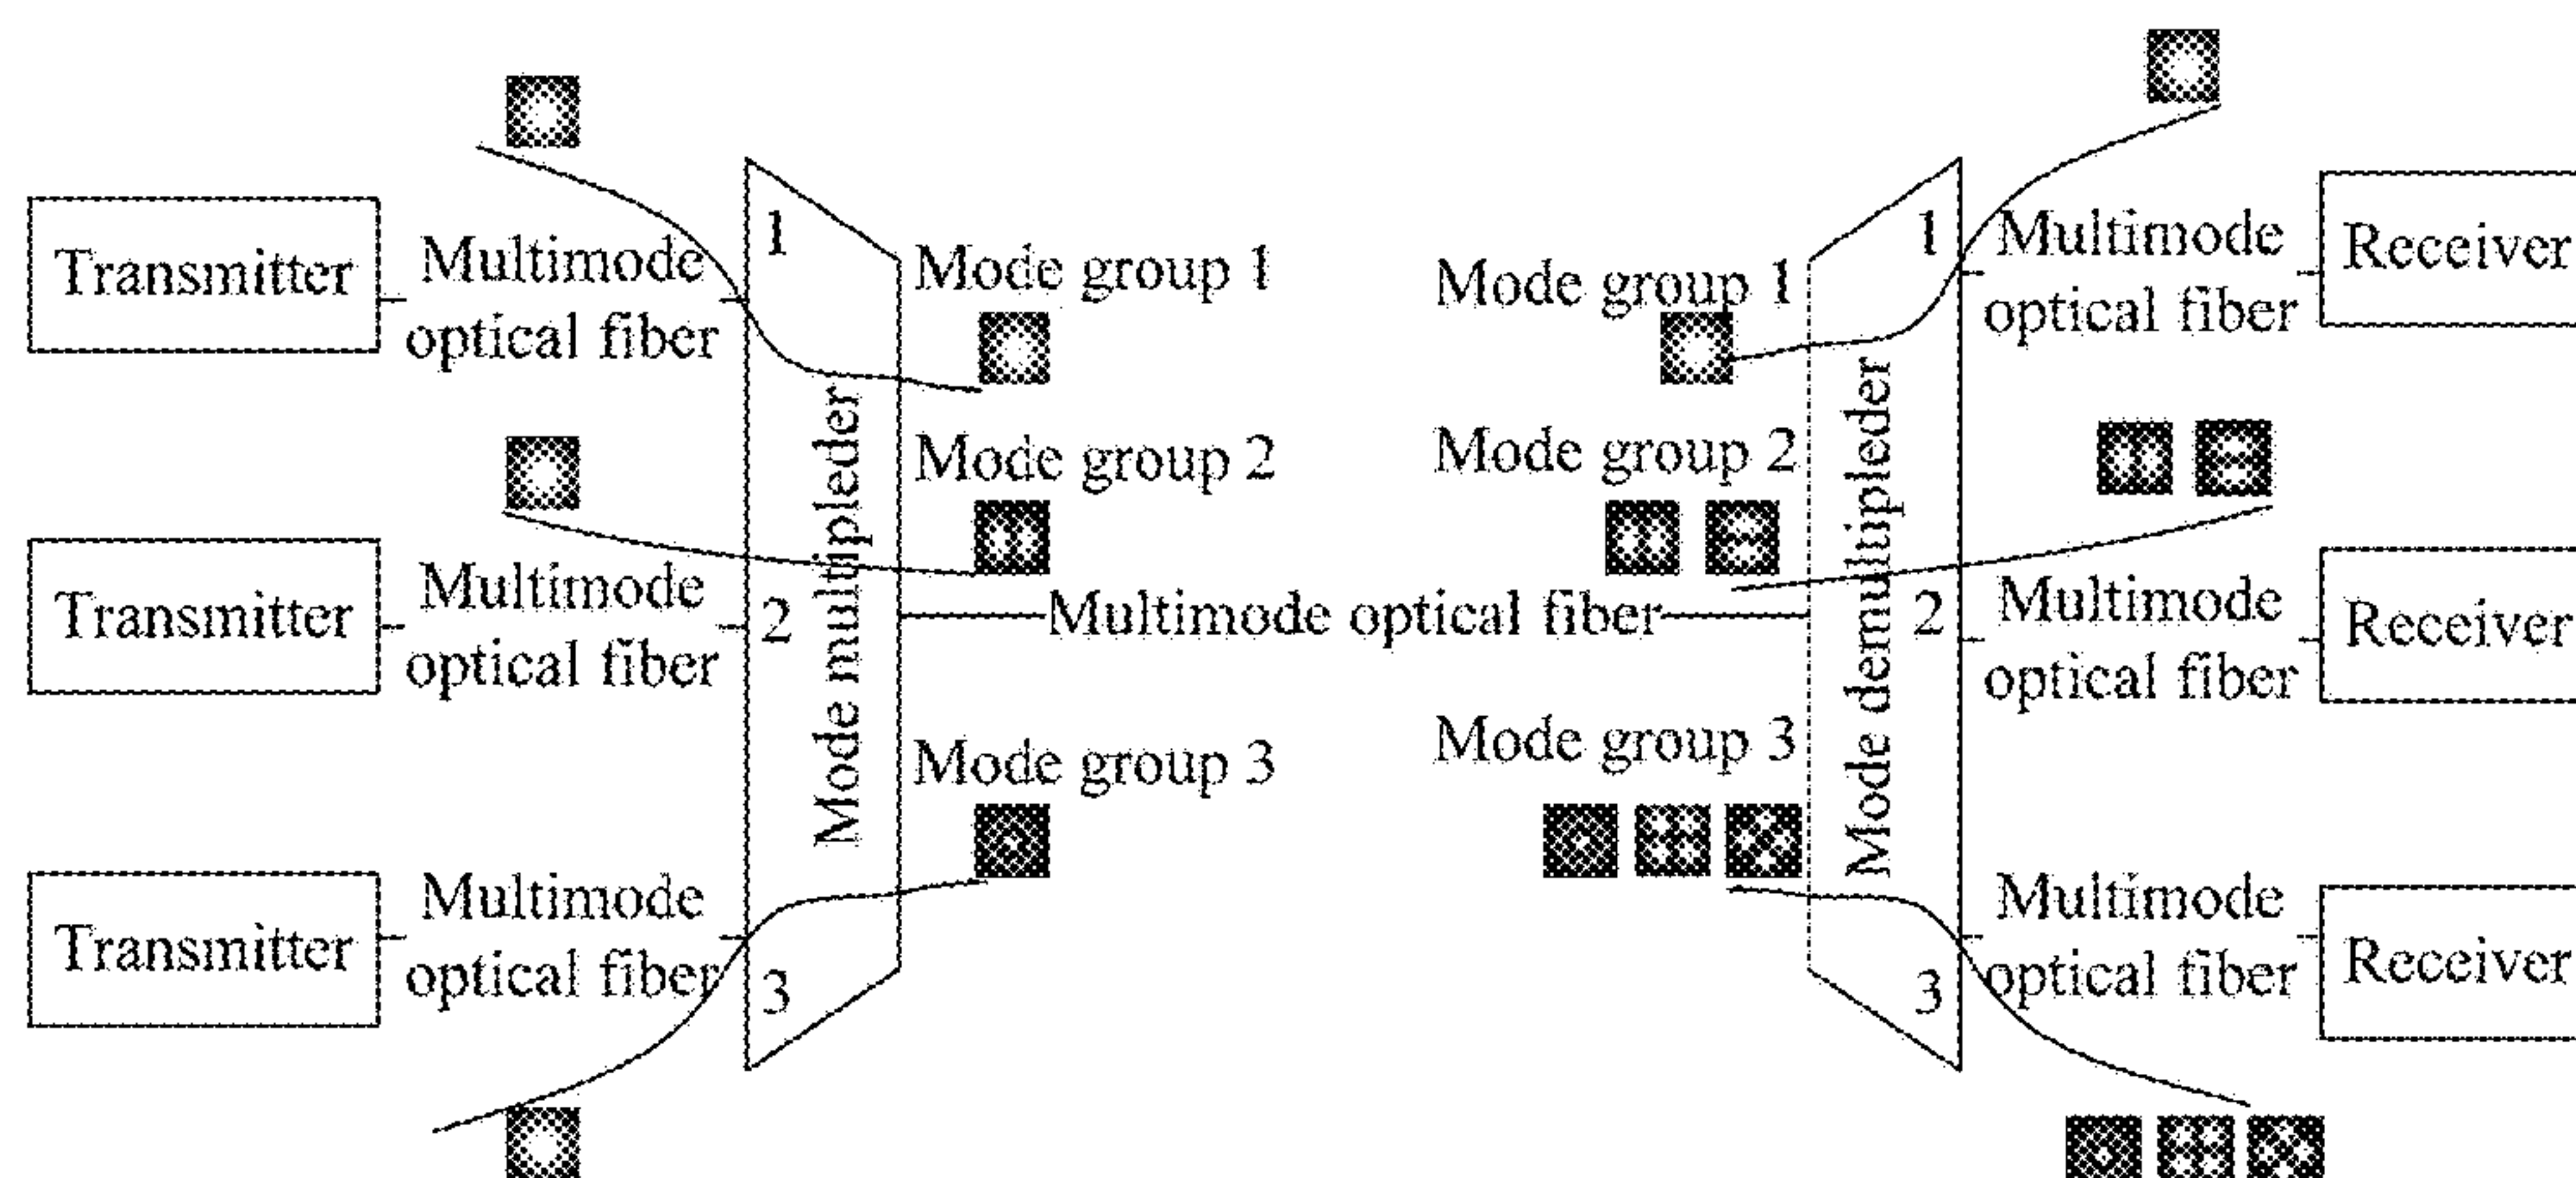 Transmitter
Multimode
optical fiber
1
Mode group 1
Mode group 1
1
Multimode
optical fiber
Receiver
Mode multipleder
Mode group 2
Mode group 2
Mode demultipleder
Transmitter
Multimode
optical fiber
2
Multimode optical fiber
2
Multimode
optical fiber
Receiver
Mode group 3
Mode group 3
Transmitter
Multimode
optical fiber
3
3
Multimode
optical fiber
Receiver